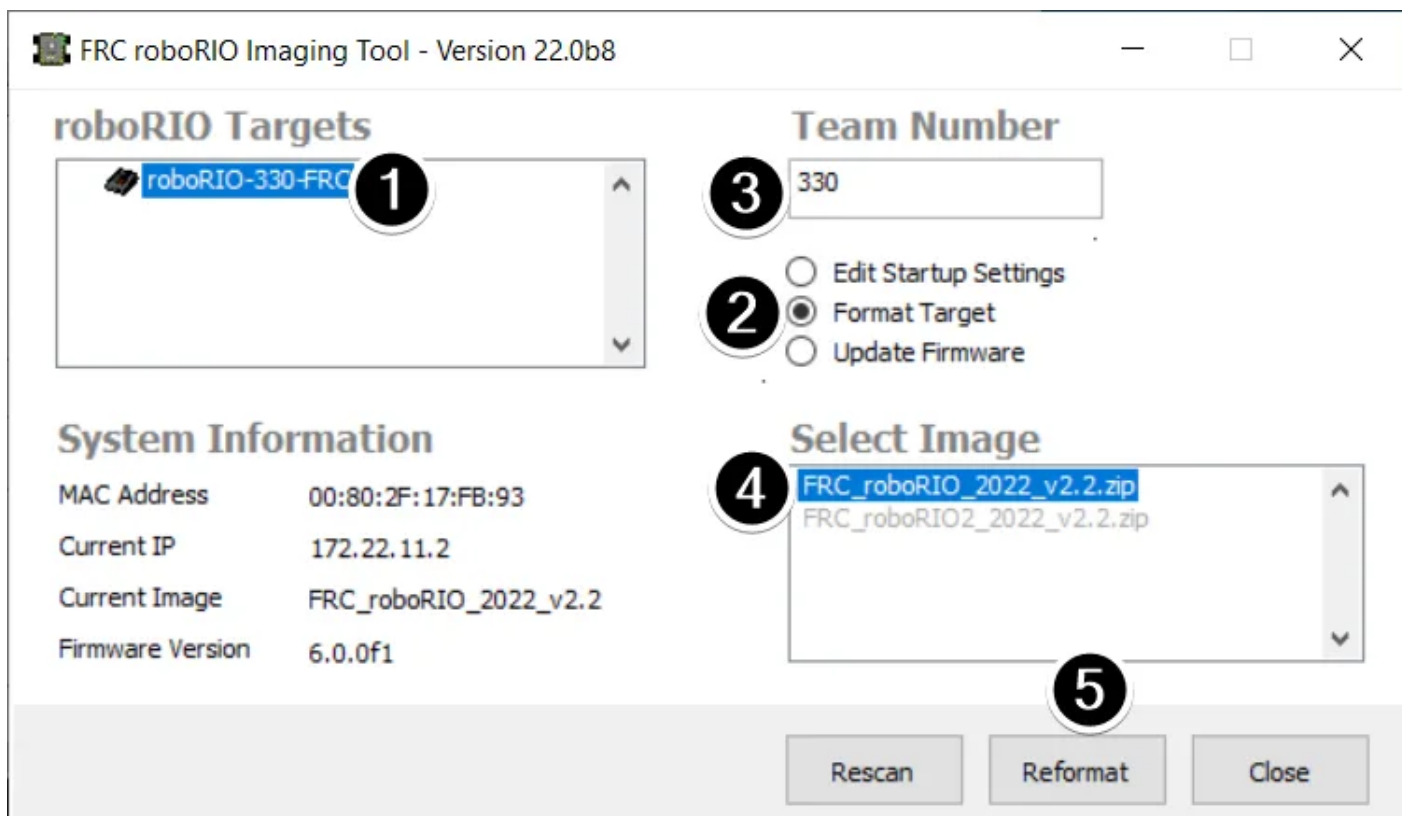 FRC roboRIO Imaging Tool - Version 22.0b8
roboRIO Targets
roboRIO-330-FRC
1
Team Number
3
330
Edit Startup Settings
2
Format Target
Update Firmware
System Information
MAC Address 00:80:2F:17:FB:93
Current IP 172.22.11.2
Current Image FRC_roboRIO_2022_v2.2
Firmware Version 6.0.0f1
Select Image
4
FRC_roboRIO_2022_v2.2.zip
FRC_roboRIO2_2022_v2.2.zip
5
Rescan Reformat Close